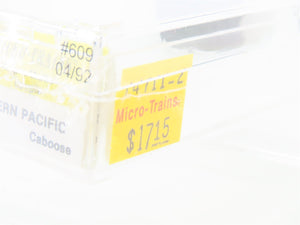 #609
04/92
ERN PACIFIC
Caboose
Micro-Trains.
$17.15